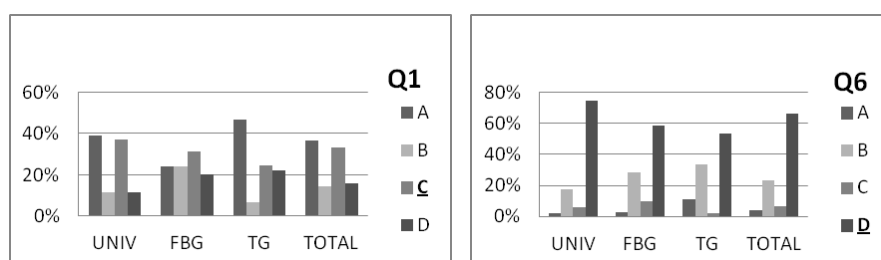 Q1
60%
40%
20%
0%
UNIV FBG TG TOTAL
A
B
C
D
Q6
80%
60%
40%
20%
0%
UNIV FBG TG TOTAL
A
B
C
D